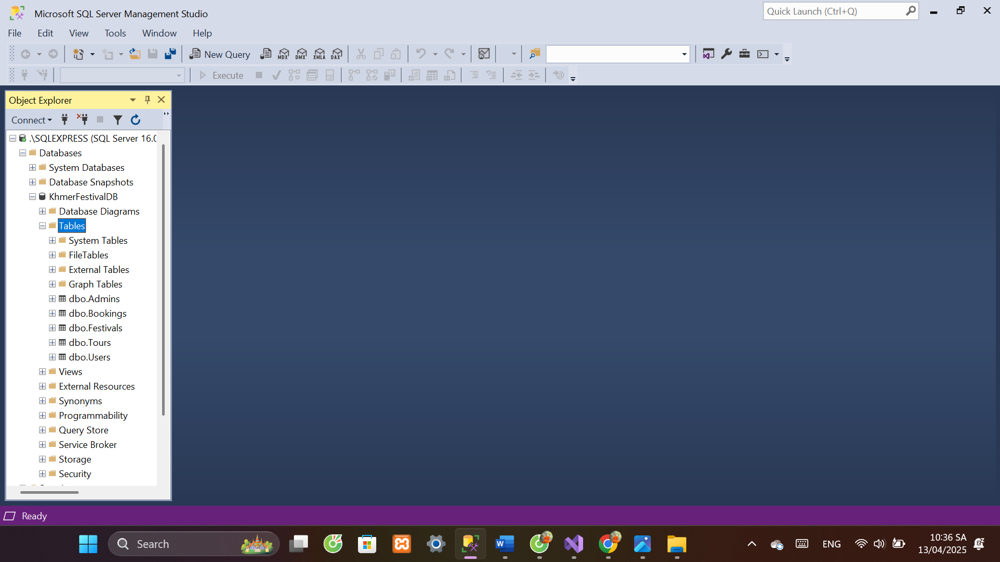 Microsoft SQL Server Management Studio
Quick Launch (Ctrl+Q)
File Edit View Tools Window Help
New Query MDX DMX XMLA DAX
Execute
Object Explorer
Connect
.\SQLEXPRESS (SQL Server 16.0
Databases
System Databases
Database Snapshots
KhmerFestivalDB
Database Diagrams
Tables
System Tables
FileTables
External Tables
Graph Tables
dbo.Admins
dbo.Bookings
dbo.Festivals
dbo.Tours
dbo.Users
Views
External Resources
Synonyms
Programmability
Query Store
Service Broker
Storage
Security
Ready
Search
ENG
10:36 SA
13/04/2025